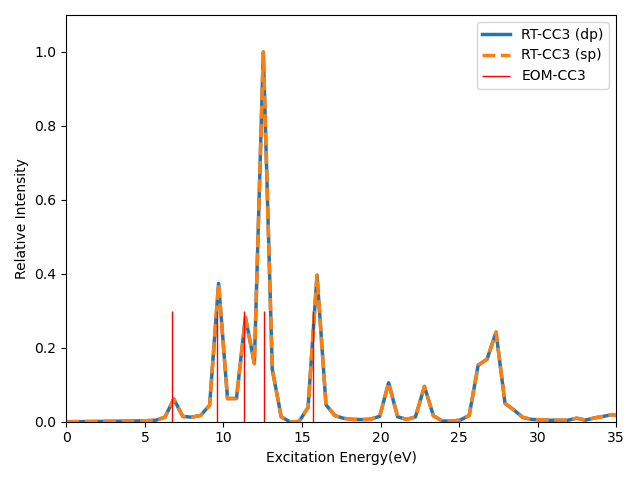 RT-CC3 (dp)
RT-CC3 (sp)
EOM-CC3
Relative Intensity
1.0
0.8
0.6
0.4
0.2
0.0
0 5 10 15 20 25 30 35
Excitation Energy(eV)